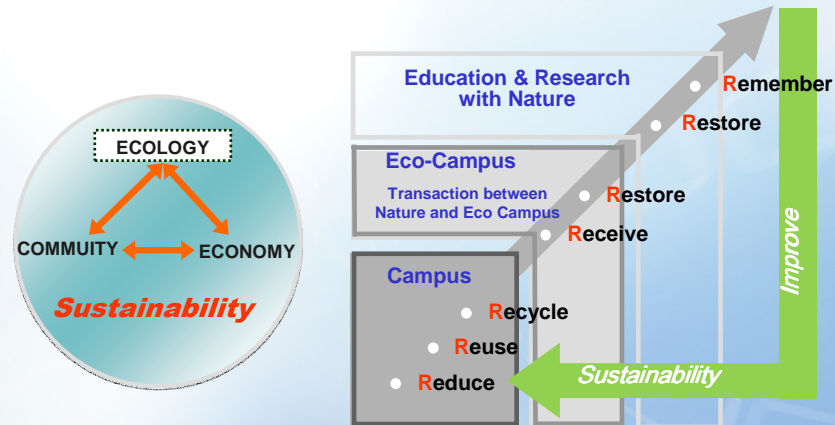 ECOLOGY
COMMUITY
ECONOMY
Sustainability
Education & Research
with Nature
Remember
Restore
Eco-Campus
Transaction between
Nature and Eco Campus
Restore
Receive
Campus
Recycle
Reuse
Reduce
Improve
Sustainability